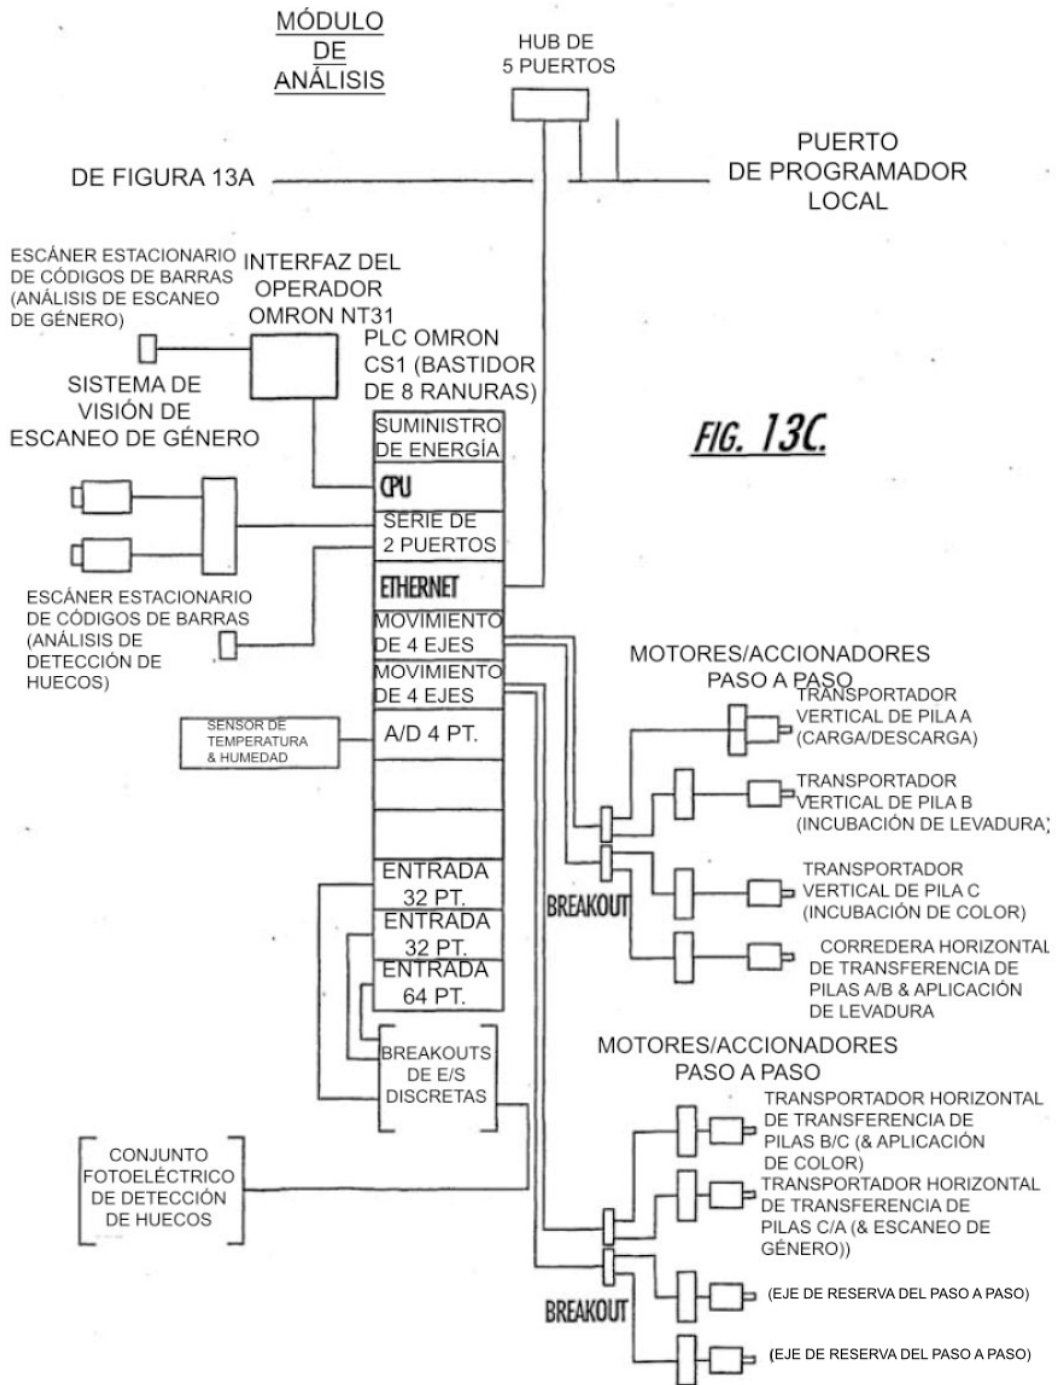 MÓDULO
DE
ANÁLISIS
HUB DE
5 PUERTOS
DE FIGURA 13A
PUERTO
DE PROGRAMADOR
LOCAL
ESCÁNER ESTACIONARIO
DE CÓDIGOS DE BARRAS
(ANÁLISIS DE ESCANEO
DE GÉNERO)
INTERFAZ DEL
OPERADOR
OMRON NT31
PLC OMRON
CS1 (BASTIDOR
DE 8 RANURAS)
SISTEMA DE
VISIÓN DE
ESCANEO DE GÉNERO
FIG. 13C.
SUMINISTRO
DE ENERGÍA
CPU
SERIE DE
2 PUERTOS
ETHERNET
MOVIMIENTO
DE 4 EJES
MOVIMIENTO
DE 4 EJES
A/D 4 PT.
ENTRADA
32 PT.
ENTRADA
32 PT.
ENTRADA
64 PT.
ESCÁNER ESTACIONARIO
DE CÓDIGOS DE BARRAS
(ANÁLISIS DE
DETECCIÓN DE
HUECOS)
SENSOR DE
TEMPERATURA
& HUMEDAD
BREAKOUTS
DE E/S
DISCRETAS
CONJUNTO
FOTOELÉCTRICO
DE DETECCIÓN
DE HUECOS
MOTORES/ACCIONADORES
PASO A PASO
TRANSPORTADOR
VERTICAL DE PILA A
(CARGA/DESCARGA)
TRANSPORTADOR
VERTICAL DE PILA B
(INCUBACIÓN DE LEVADURA)
BREAKOUT
TRANSPORTADOR
VERTICAL DE PILA C
(INCUBACIÓN DE COLOR)
CORREDERA HORIZONTAL
DE TRANSFERENCIA DE
PILAS A/B & APLICACIÓN
DE LEVADURA
MOTORES/ACCIONADORES
PASO A PASO
TRANSPORTADOR HORIZONTAL
DE TRANSFERENCIA DE
PILAS B/C (& APLICACIÓN
DE COLOR)
TRANSPORTADOR HORIZONTAL
DE TRANSFERENCIA DE
PILAS C/A (& ESCANEO DE
GÉNERO))
BREAKOUT
(EJE DE RESERVA DEL PASO A PASO)
(EJE DE RESERVA DEL PASO A PASO)